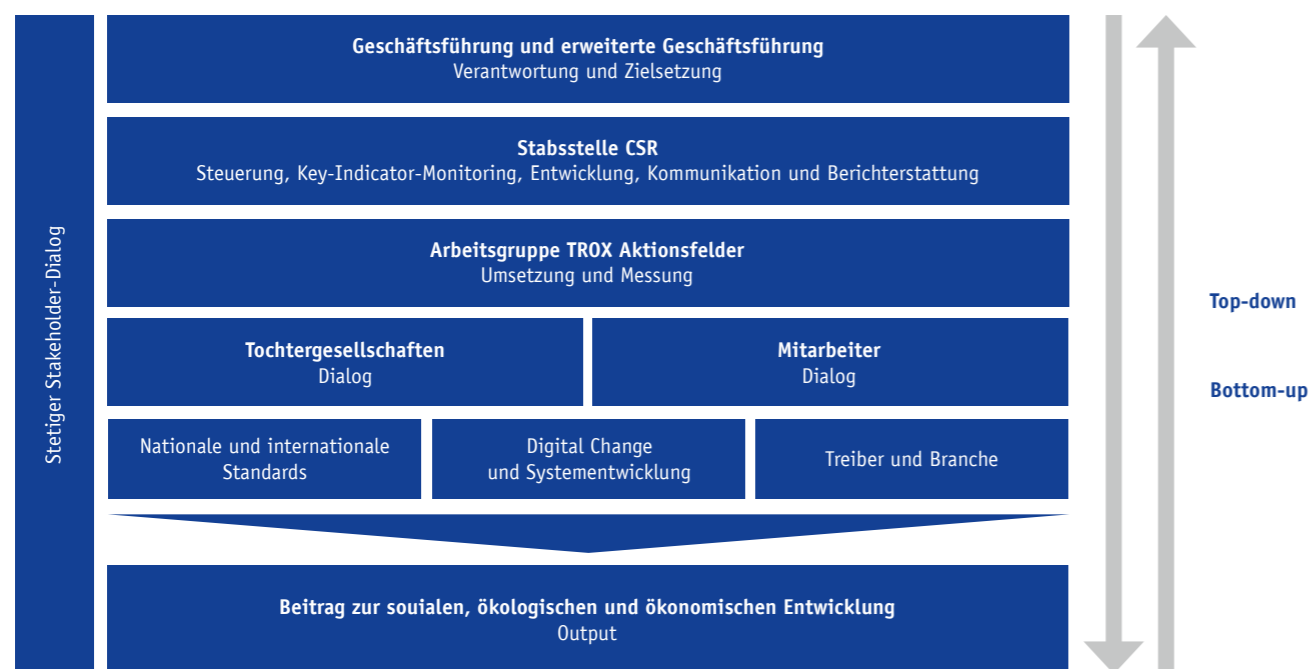 Stetiger Stakeholder-Dialog
Geschäftsführung und erweiterte Geschäftsführung
Verantwortung und Zielsetzung
Stabsstelle CSR
Steuerung, Key-Indicator-Monitoring, Entwicklung, Kommunikation und Berichterstattung
Arbeitsgruppe TROX Aktionsfelder
Umsetzung und Messung
Tochtergesellschaften
Dialog
Mitarbeiter
Dialog
Nationale und internationale
Standards
Digital Change
und Systementwicklung
Treiber und Branche
Beitrag zur souialen, ökologischen und ökonomischen Entwicklung
Output
Top-down
Bottom-up